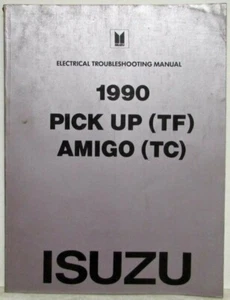 ELECTRICAL TROUBLESHOOTING MANUAL
1990
PICK UP (TF)
AMIGO (TC)
ISUZU